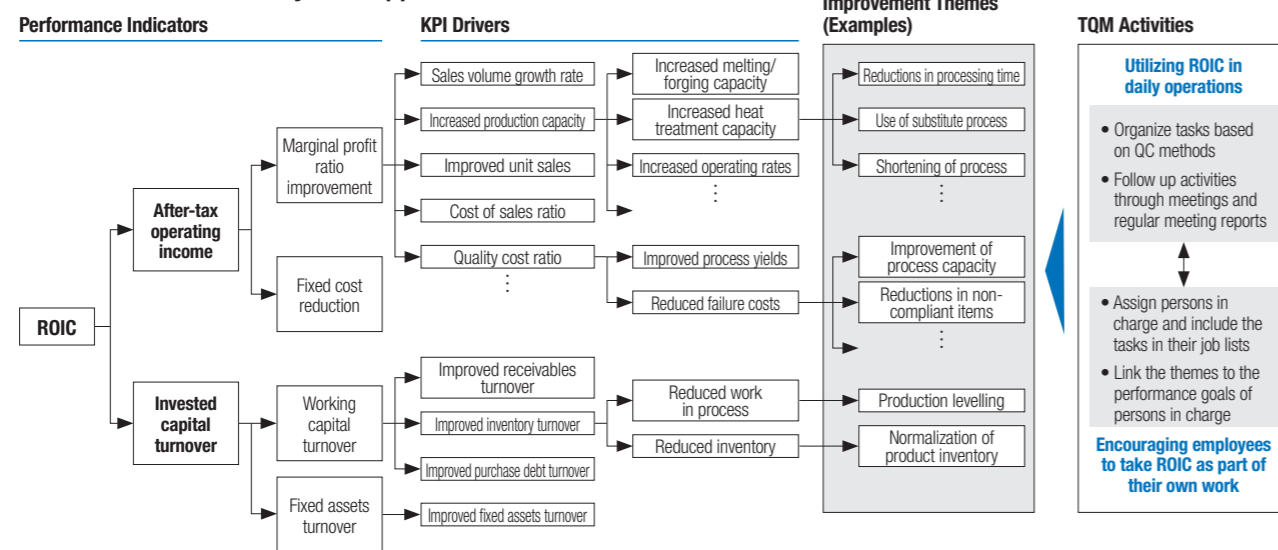 Performance Indicators
KPI Drivers
Improvement Themes
(Examples)
TQM Activities
ROIC
After-tax
operating
income
Invested
capital
turnover
Marginal profit
ratio
improvement
Fixed cost
reduction
Working
capital
turnover
Fixed assets
turnover
Sales volume growth rate
Increased production capacity
Improved unit sales
Cost of sales ratio
Quality cost ratio
⋮
Improved receivables
turnover
Improved inventory turnover
Improved purchase debt turnover
Improved fixed assets turnover
Increased melting/
forging capacity
Increased heat
treatment capacity
Increased operating rates
⋮
Improved process yields
Reduced failure costs
Reduced work
in process
Reduced inventory
Reductions in processing time
Use of substitute process
Shortening of process
⋮
Improvement of
process capacity
Reductions in non-
compliant items
⋮
Production levelling
Normalization of
product inventory
Utilizing ROIC in
daily operations
• Organize tasks based
on QC methods
• Follow up activities
through meetings and
regular meeting reports
• Assign persons in
charge and include the
tasks in their job lists
• Link the themes to the
performance goals of
persons in charge
Encouraging employees
to take ROIC as part of
their own work